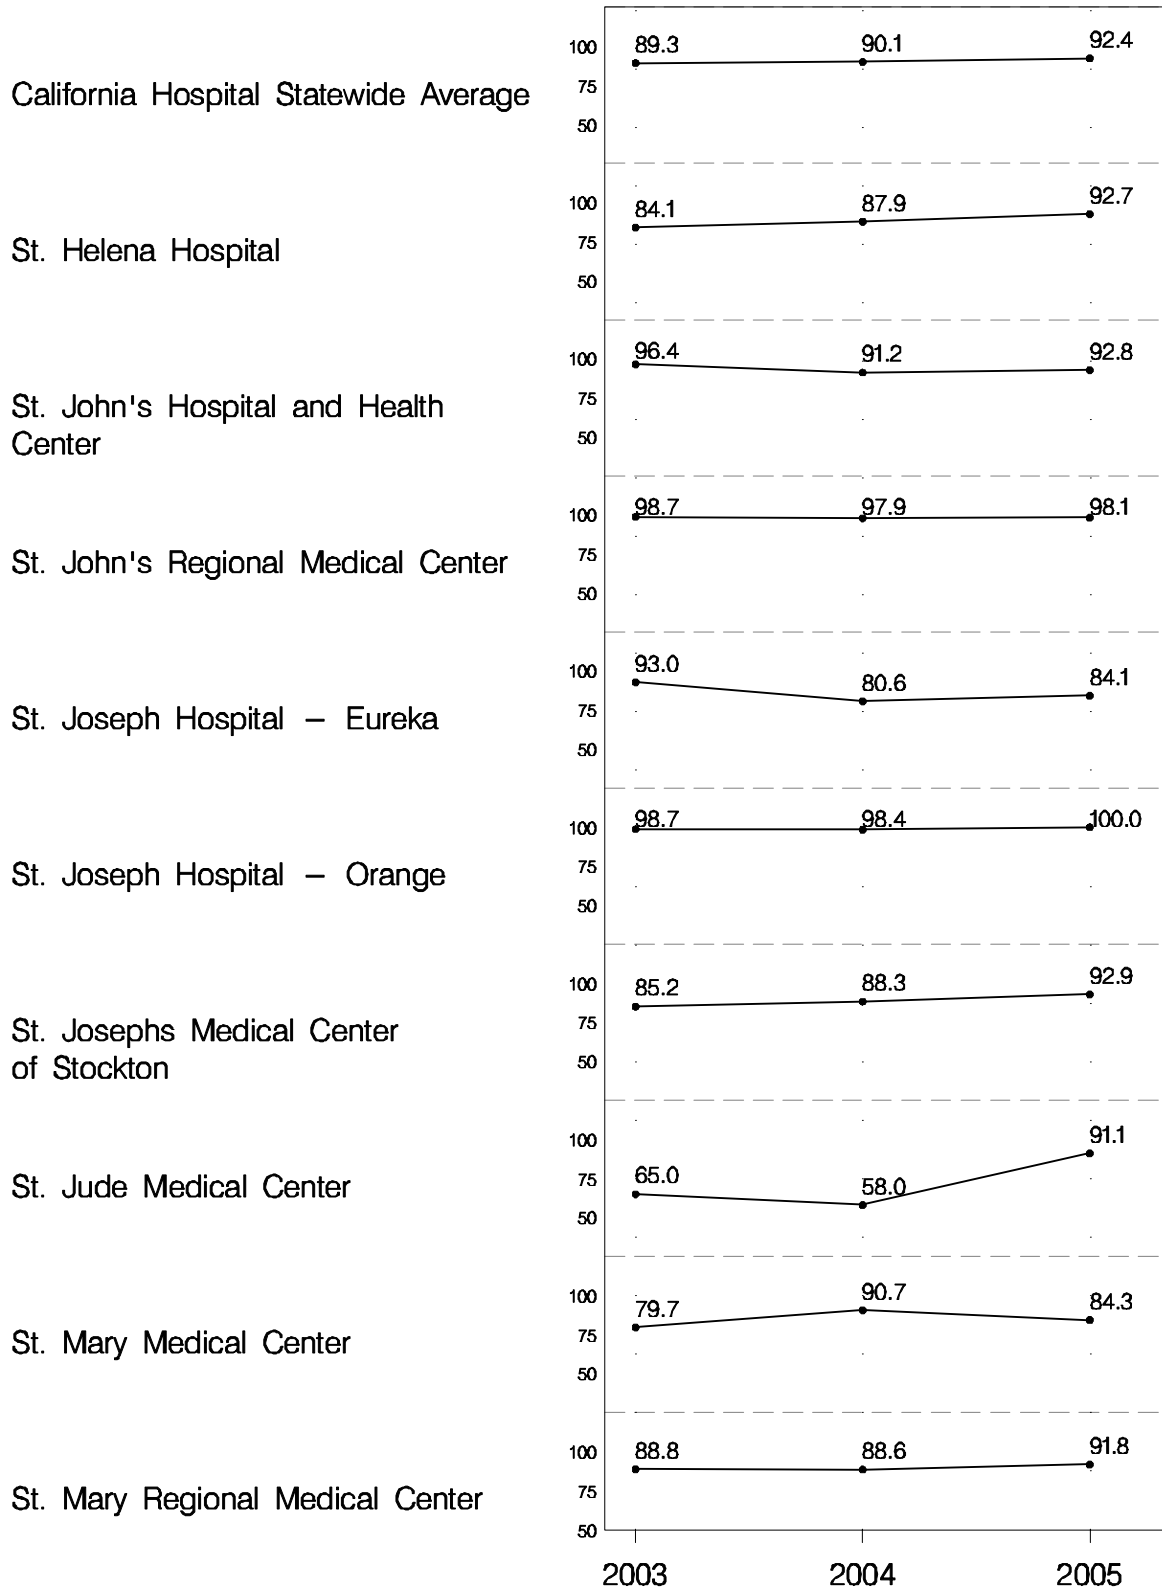 89.3 90.1 92.4
100
California Hospital Statewide Average
75
50
84.1 87.9 92.7
100
St. Helena Hospital
75
50
96.4 91.2 92.8
100
75
St. John's Hospital and Health
Center
50
98.7 97.9 98.1
100
75
St. John's Regional Medical Center
50
93.0 80.6 84.1
100
75
St. Joseph Hospital – Eureka
50
98.7 98.4 100.0
100
75
St. Joseph Hospital – Orange
50
85.2 88.3 92.9
100
75
St. Josephs Medical Center
of Stockton
50
65.0 58.0 91.1
100
75
St. Jude Medical Center
50
79.7 90.7 84.3
100
75
St. Mary Medical Center
50
88.8 88.6 91.8
100
75
St. Mary Regional Medical Center
50
2003 2004 2005